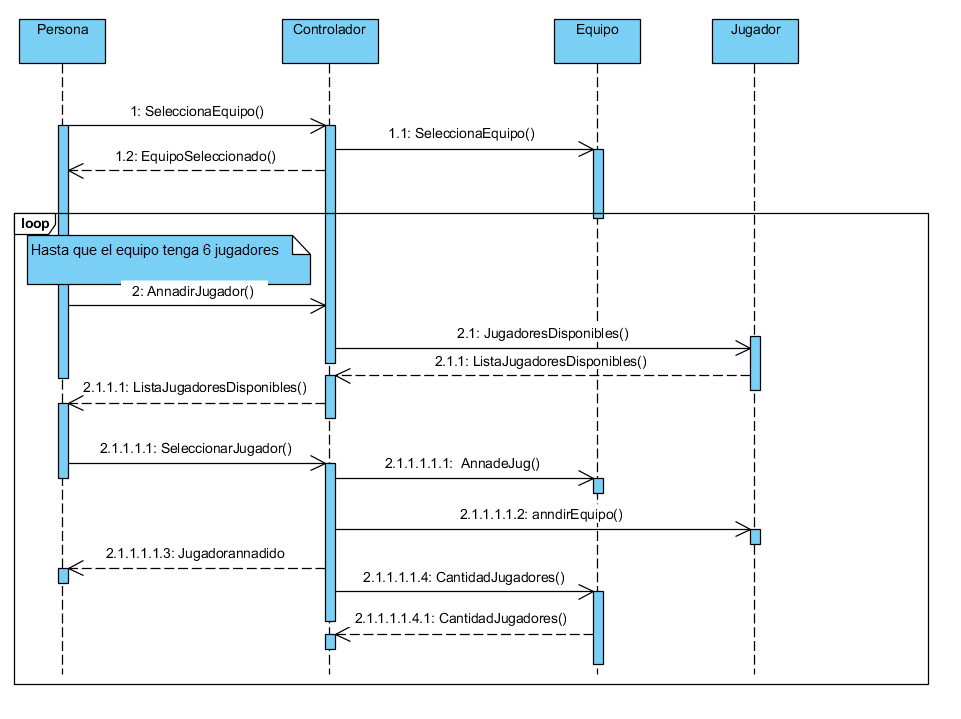 Persona
Controlador
Equipo
Jugador
1: SeleccionaEquipo()
1.1: SeleccionaEquipo()
1.2: EquipoSeleccionado()
loop
Hasta que el equipo tenga 6 jugadores
2: AnnadirJugador()
2.1: JugadoresDisponibles()
2.1.1: ListaJugadoresDisponibles()
2.1.1.1: ListaJugadoresDisponibles()
2.1.1.1.1: SeleccionarJugador()
2.1.1.1.1.1: AnnadeJug()
2.1.1.1.1.2: anndirEquipo()
2.1.1.1.1.3: Jugadorannadido
2.1.1.1.1.4: CantidadJugadores()
2.1.1.1.1.4.1: CantidadJugadores()